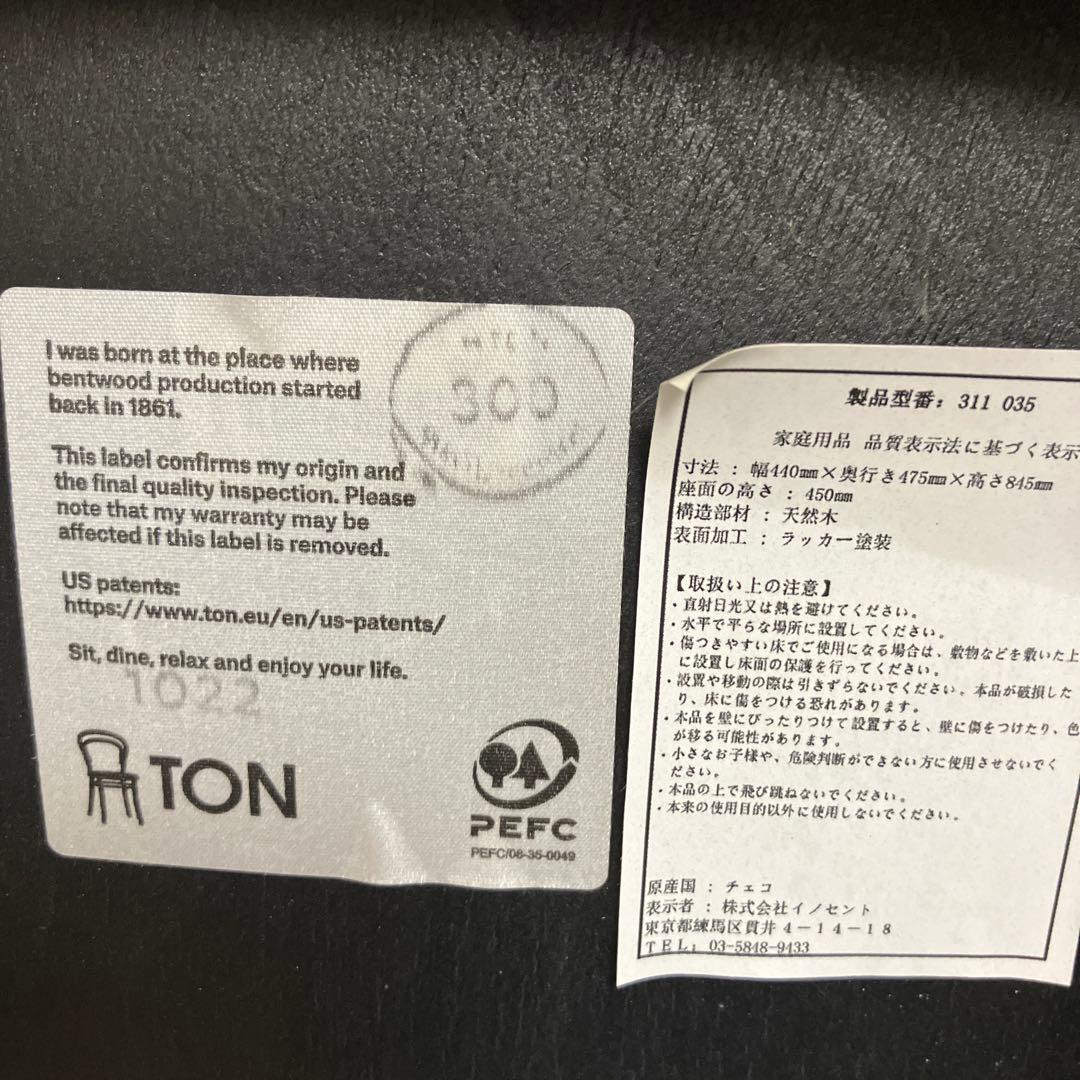 I was born at the place where
bentwood production started
back in 1861.
This label confirms my origin and
the final quality inspection. Please
note that my warranty may be
affected if this label is removed.
US patents:
https://www.ton.eu/en/us-patents/
Sit, dine, relax and enjoy your life.
1022
TON
300
PEFC
PEFC/08-35-0049
製品型番：311 035
家庭用品 品質表示法に基づく表示
寸法 : 幅440mm×奥行き475mm×高さ845mm
座面の高さ : 450mm
構造部材 : 天然木
表面加工 : ラッカー塗装
【取扱い上の注意】
・直射日光又は熱を避けてください。
・水平で平らな場所に設置してください。
・傷つきやすい床でご使用になる場合は、敷物などを敷いた上
に設置し床面の保護を行ってください。
・設置や移動の際は引きずらないでください。本品が破損した
り、床に傷をつける恐れがあります。
・本品を壁にぴったりつけて設置すると、壁に傷をつけたり、色
が移る可能性があります。
・小さなお子様や、危険判断ができない方に使用させないでく
ださい。
・本品の上で飛び跳ねないでください。
・本来の使用目的以外に使用しないでください。
原産国 : チェコ
表示者 : 株式会社イノセント
東京都練馬区貫井４－１４－１８
ＴＥＬ: 03-5848-9433